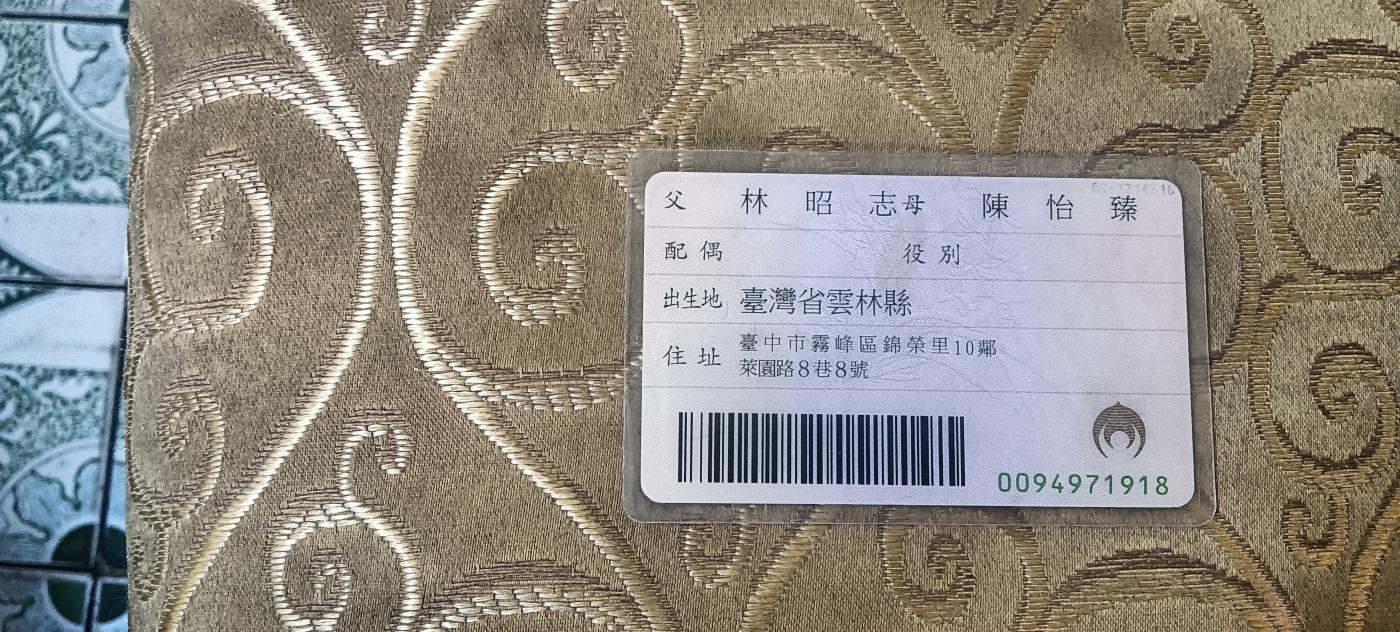 父 林昭志 母 陳怡臻
配偶 役別
出生地 臺灣省雲林縣
住址 臺中市霧峰區錦榮里10鄰
萊園路8巷8號
0094971918